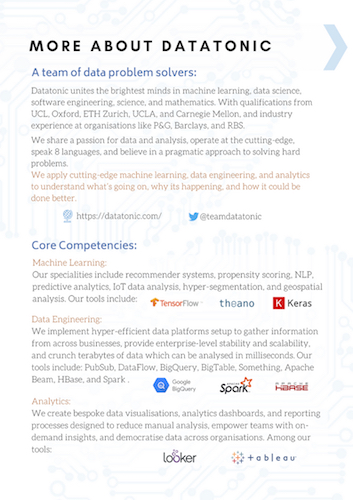 MORE ABOUT DATATONIC
A team of data problem solvers:
Datatonic unites the brightest minds in machine learning, data science,
software engineering, science, and mathematics. With qualifications from
UCL, Oxford, ETH Zurich, UCLA, and Carnegie Mellon, and industry
experience at organisations like P&G, Barclays, and RBS.
We share a passion for data and analysis, operate at the cutting-edge,
speak 8 languages, and believe in a pragmatic approach to solving hard
problems.
We apply cutting-edge machine learning, data engineering, and analytics
to understand what's going on, why its happening, and how it could be
done better.
https://datatonic.com/ @teamdatatonic
Core Competencies:
Machine Learning:
Our specialities include recommender systems, propensity scoring, NLP,
predictive analytics, IoT data analysis, hyper-segmentation, and geospatial
analysis. Our tools include: TensorFlow theano K Keras
Data Engineering:
We implement hyper-efficient data platforms setup to gather information
from across businesses, provide enterprise-level stability and scalability,
and crunch terabytes of data which can be analysed in milliseconds. Our
tools include: PubSub, DataFlow, BigQuery, BigTable, Something, Apache
Beam, HBase, and Spark .
Google BigQuery Spark HBASE
Analytics:
We create bespoke data visualisations, analytics dashboards, and reporting
processes designed to reduce manual analysis, empower teams with on-
demand insights, and democratise data across organisations. Among our
tools: looker +tableau